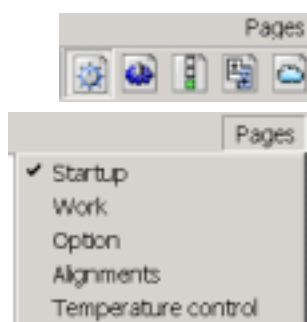 Pages
Pages
Startup
Work
Option
Alignments
Temperature control